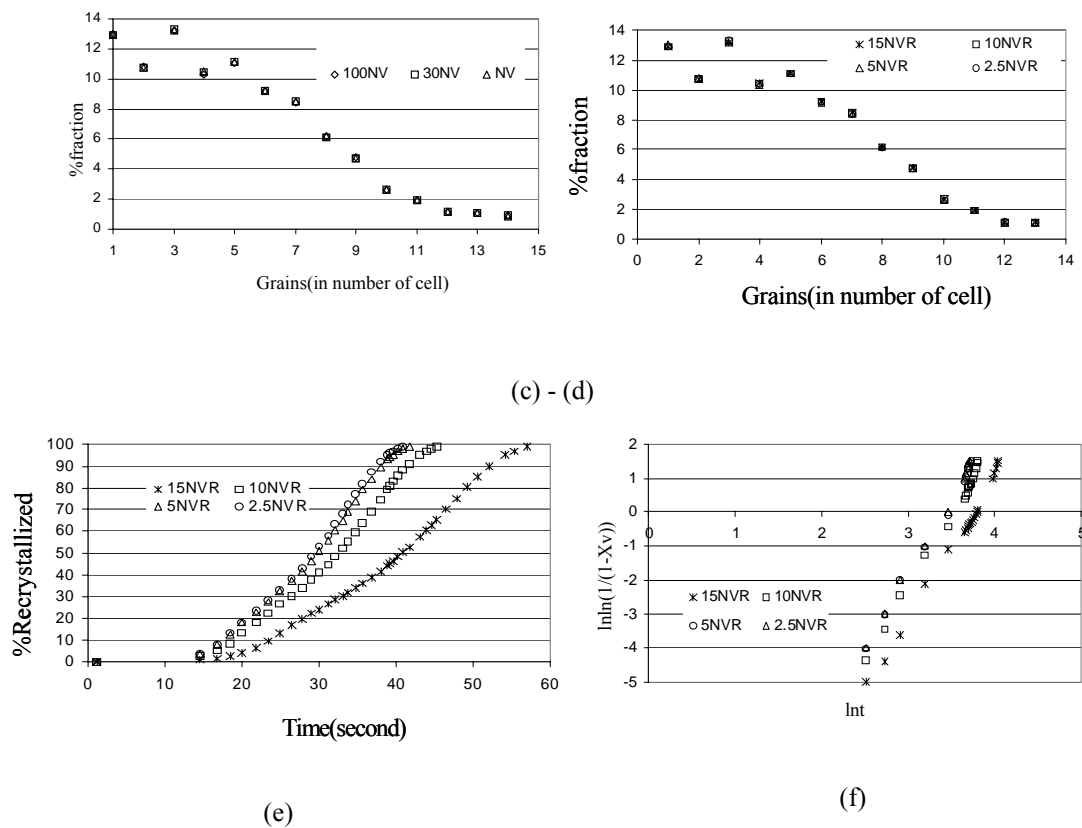 14
12
10
8
6
4
2
0
%fraction
100NV 30NV NV
1 3 5 7 9 11 13 15
Grains(in number of cell)
14
12
10
8
6
4
2
0
%fraction
15NVR 10NVR
5NVR 2.5NVR
0 2 4 6 8 10 12 14
Grains(in number of cell)
(c) - (d)
100
90
80
70
60
50
40
30
20
10
0
%Recrystallized
15NVR 10NVR
5NVR 2.5NVR
0 10 20 30 40 50 60
Time(second)
(e)
2
1
0
-1
-2
-3
-4
-5
lnln(1/(1-Xv))
0 1 2 3 4 5
15NVR 10NVR
5NVR 2.5NVR
lnt
(f)